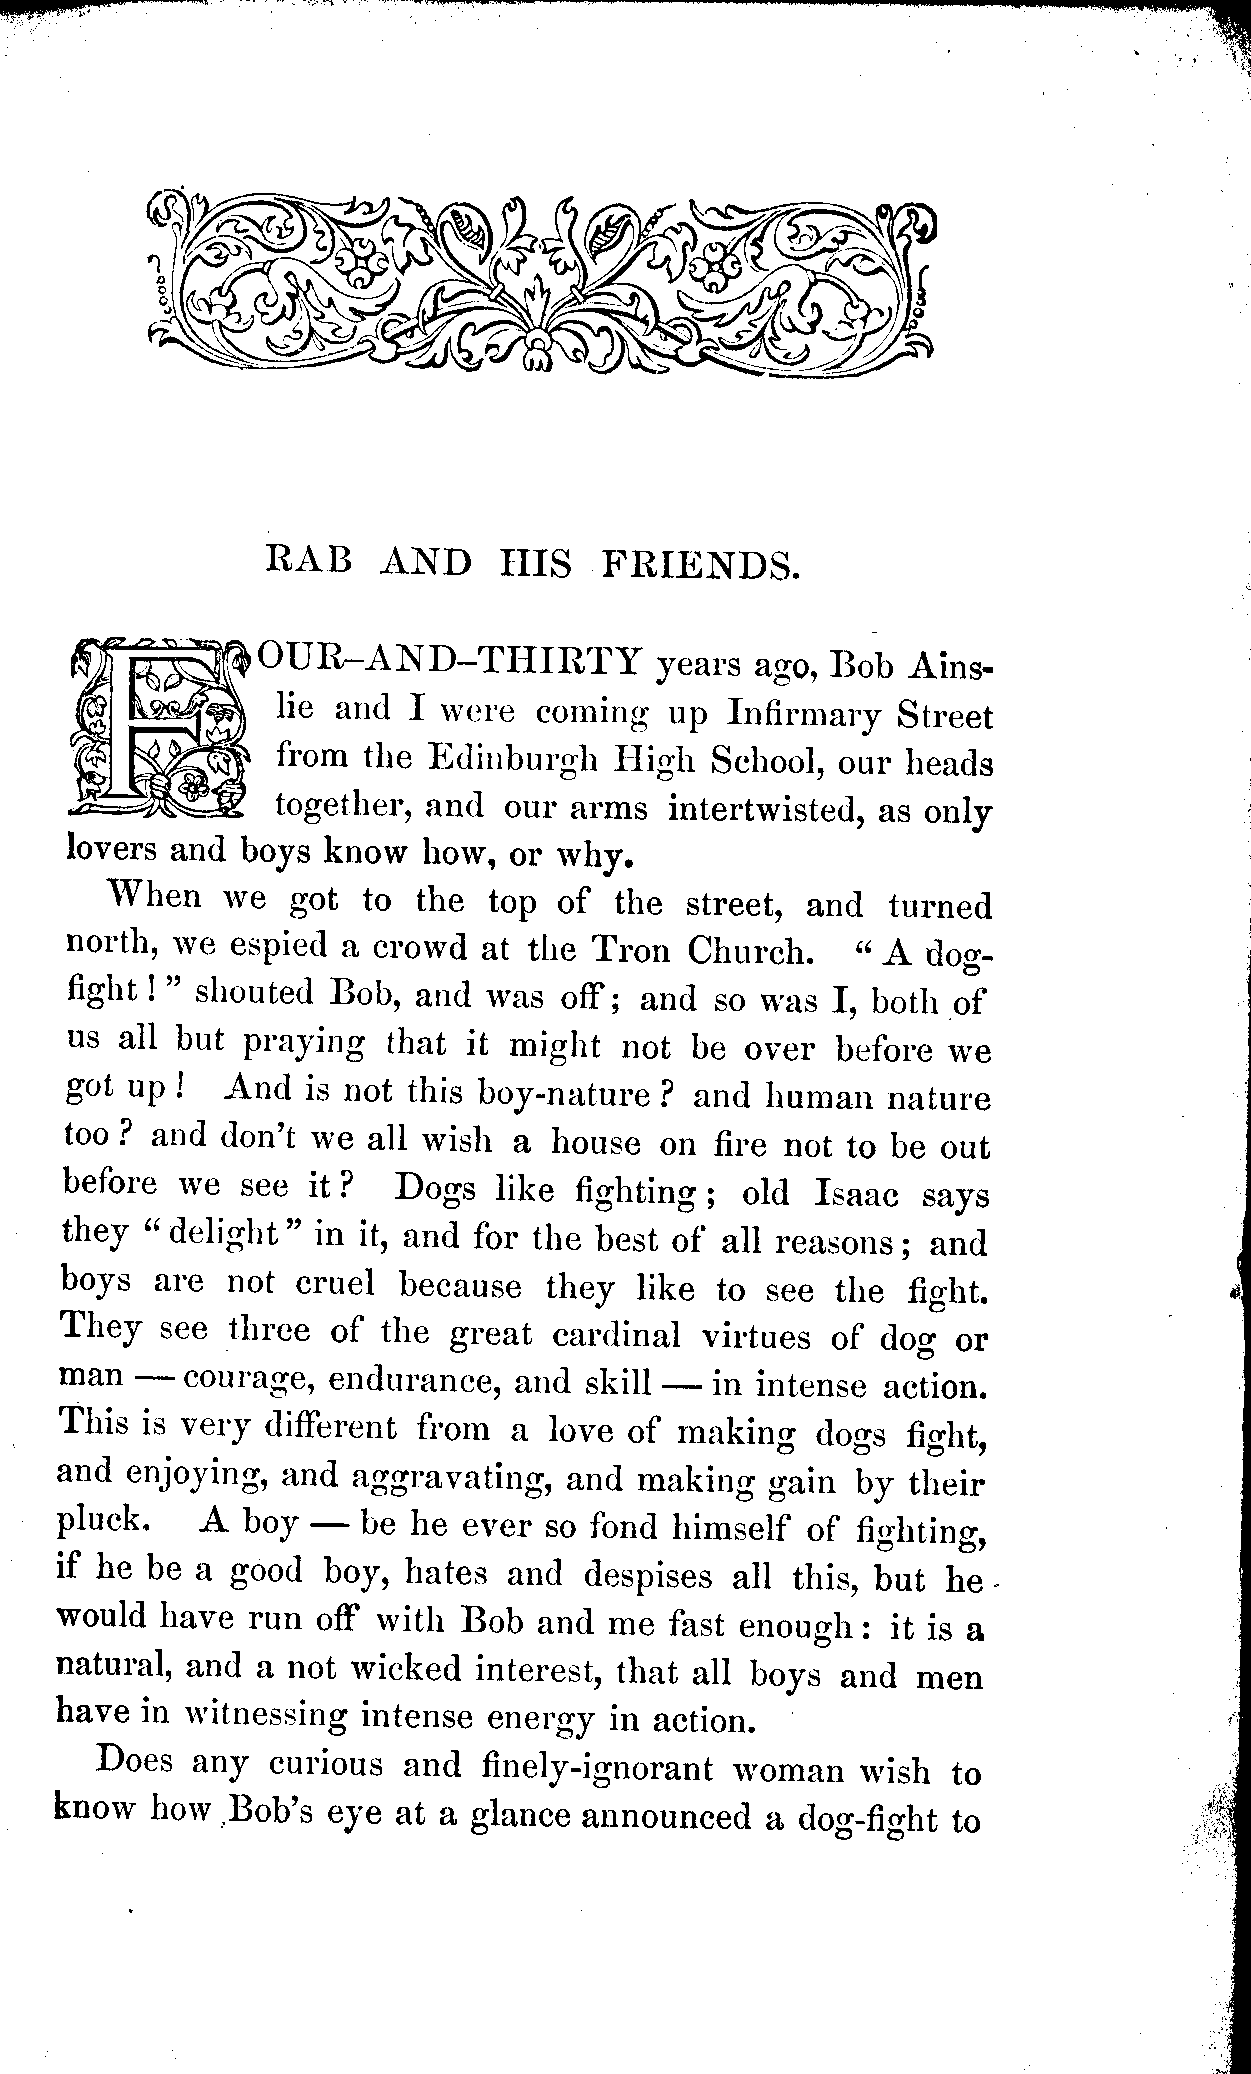 RAB AND HIS FRIENDS.
FOUR-AND-THIRTY years ago, Bob Ains-
lie and I were coming up Infirmary Street
from the Edinburgh High School, our heads
together, and our arms intertwisted, as only
lovers and boys know how, or why.
When we got to the top of the street, and turned
north, we espied a crowd at the Tron Church. “ A dog-
fight ! ” shouted Bob, and was off ; and so was I, both of
us all but praying that it might not be over before we
got up ! And is not this boy-nature ? and human nature
too ? and don't we all wish a house on fire not to be out
before we see it ? Dogs like fighting ; old Isaac says
they “ delight ” in it, and for the best of all reasons ; and
boys are not cruel because they like to see the fight.
They see three of the great cardinal virtues of dog or
man — courage, endurance, and skill — in intense action.
This is very different from a love of making dogs fight,
and enjoying, and aggravating, and making gain by their
pluck. A boy — be he ever so fond himself of fighting,
if he be a good boy, hates and despises all this, but he
would have run off with Bob and me fast enough : it is a
natural, and a not wicked interest, that all boys and men
have in witnessing intense energy in action.
Does any curious and finely-ignorant woman wish to
know how Bob's eye at a glance announced a dog-fight to